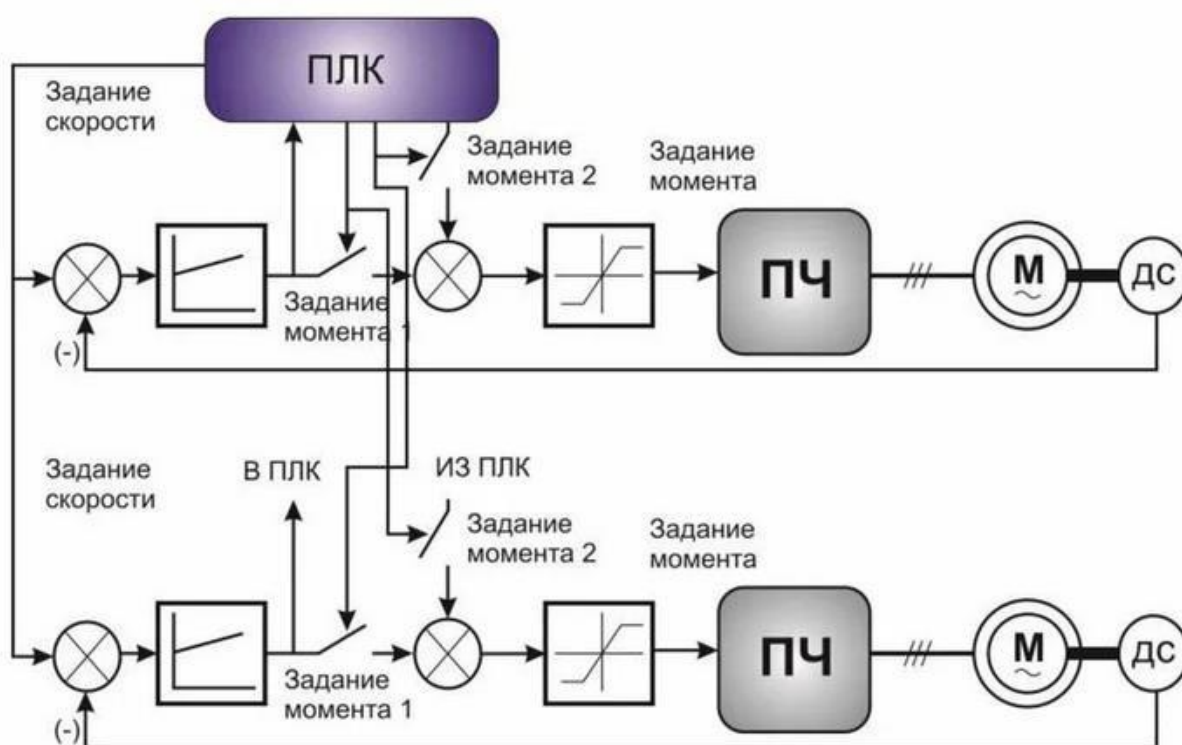 ПЛК
Задание
скорости
Задание
момента 2
Задание
момента
ПЧ
М
ДС
Задание
момента 1
(-)
Задание
скорости
В ПЛК
ИЗ ПЛК
Задание
момента 2
Задание
момента
ПЧ
М
ДС
Задание
момента 1
(-)